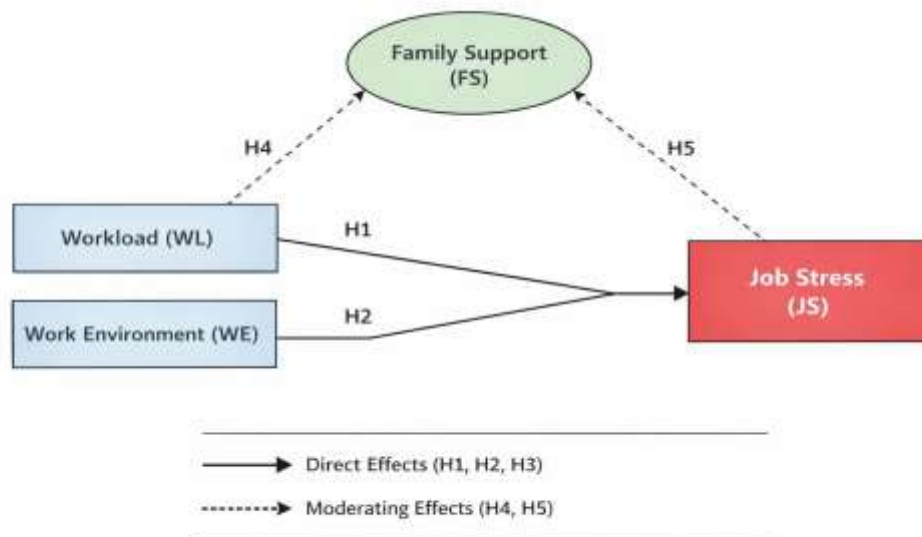 Family Support
(FS)
H4
H5
Workload (WL)
H1
Job Stress
(JS)
Work Environment (WE)
H2
Direct Effects (H1, H2, H3)
Moderating Effects (H4, H5)